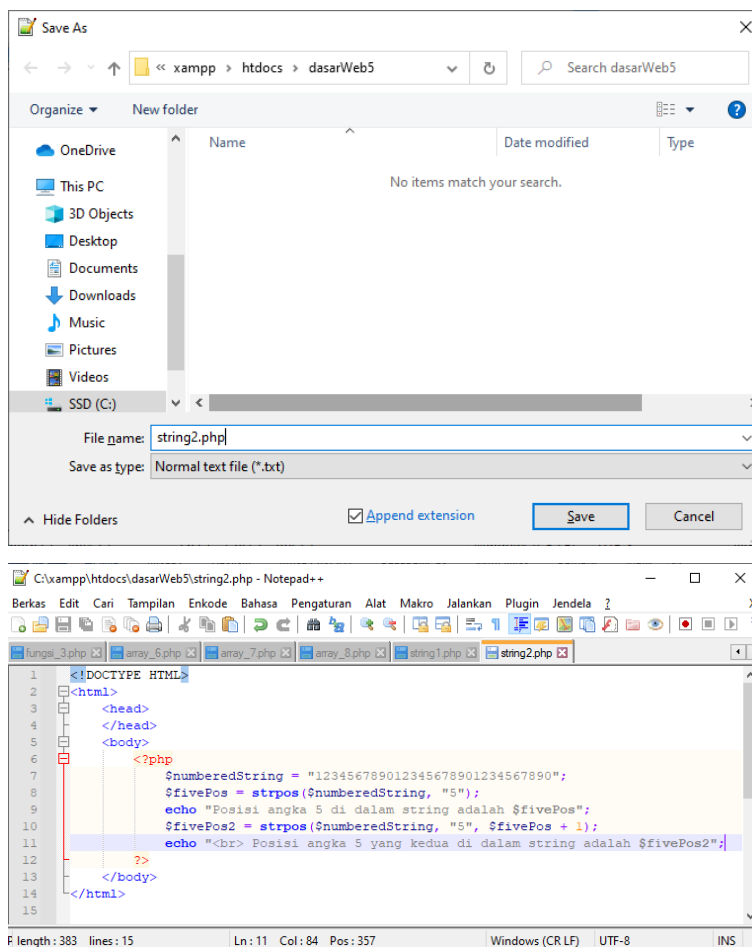 Save As
« xampp › htdocs › dasarWeb5
Search dasarWeb5
Organize
New folder
Name
Date modified
Type
No items match your search.
OneDrive
This PC
3D Objects
Desktop
Documents
Downloads
Music
Pictures
Videos
SSD (C:)
File name: string2.php
Save as type: Normal text file (*.txt)
Hide Folders
Append extension
Save
Cancel
C:\xampp\htdocs\dasarWeb5\string2.php - Notepad++
Berkas Edit Cari Tampilan Enkode Bahasa Pengaturan Alat Makro Jalankan Plugin Jendela ?
fungsi_3.php array_6.php array_7.php array_8.php string1.php string2.php
1 <!DOCTYPE HTML>
2 <html>
3 <head>
4 </head>
5 <body>
6 <?php
7 $numberedString = "123456789012345678901234567890";
8 $fivePos = strpos($numberedString, "5");
9 echo "Posisi angka 5 di dalam string adalah $fivePos";
10 $fivePos2 = strpos($numberedString, "5", $fivePos + 1);
11 echo "<br> Posisi angka 5 yang kedua di dalam string adalah $fivePos2";
12 ?>
13 </body>
14 </html>
15
length : 383 lines : 15 Ln : 11 Col : 84 Pos : 357 Windows (CR LF) UTF-8 INS